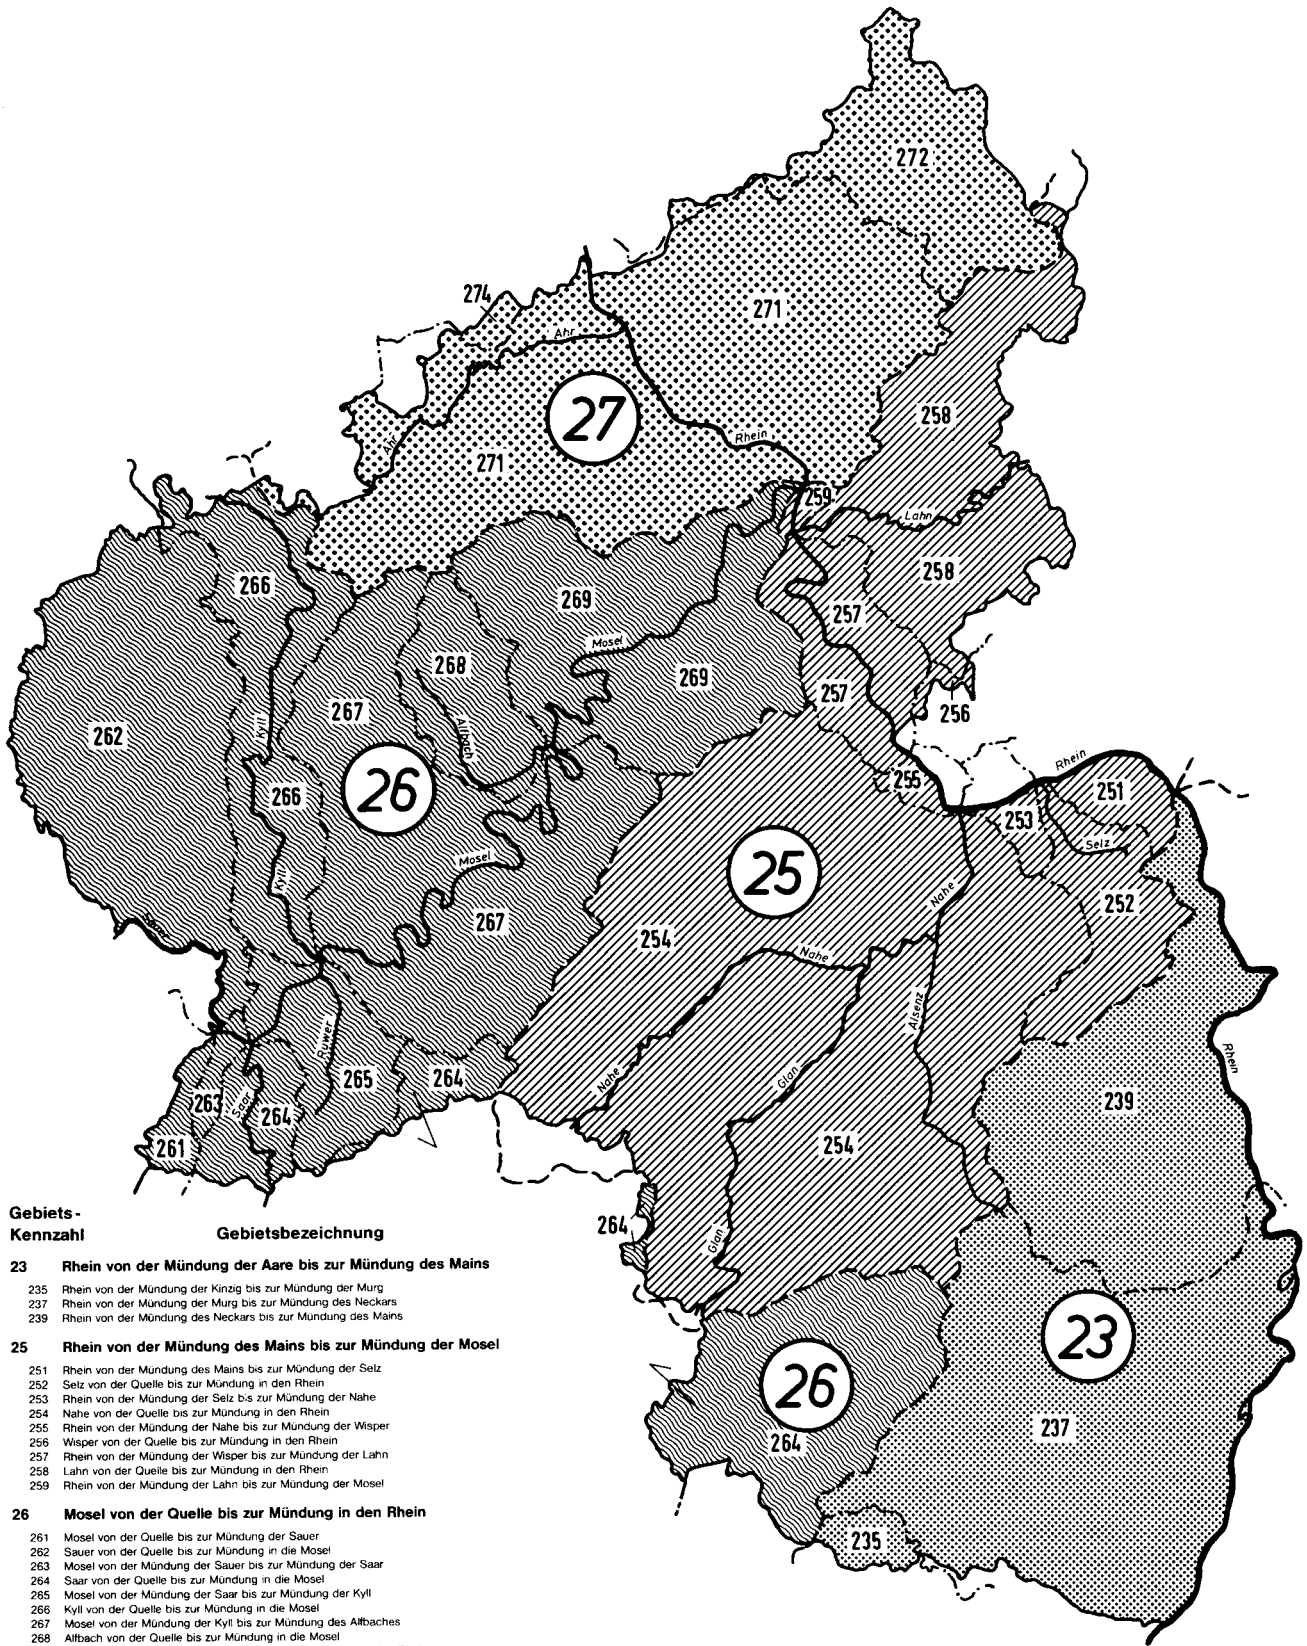 272
274
271
Ahr
27
258
Ahr
Rhein
271
259
Lahn
266
258
269
257
Mosel
268
269
257
267
256
262
Kyll
Alfbach
Rhein
255
251
266
26
253
Selz
25
Mosel
Kyll
Nahe
252
267
254
Nahe
Alsenz
Ruwer
Rhein
265
264
Nahe
Glan
263
Saar
264
239
261
254
264
Glan
23
26
237
264
235
Gebiets-
Kennzahl Gebietsbezeichnung
23 Rhein von der Mündung der Aare bis zur Mündung des Mains
235 Rhein von der Mündung der Kinzig bis zur Mündung der Murg
237 Rhein von der Mündung der Murg bis zur Mündung des Neckars
239 Rhein von der Mündung des Neckars bis zur Mündung des Mains
25 Rhein von der Mündung des Mains bis zur Mündung der Mosel
251 Rhein von der Mündung des Mains bis zur Mündung der Selz
252 Selz von der Quelle bis zur Mündung in den Rhein
253 Rhein von der Mündung der Selz bis zur Mündung der Nahe
254 Nahe von der Quelle bis zur Mündung in den Rhein
255 Rhein von der Mündung der Nahe bis zur Mündung der Wisper
256 Wisper von der Quelle bis zur Mündung in den Rhein
257 Rhein von der Mündung der Wisper bis zur Mündung der Lahn
258 Lahn von der Quelle bis zur Mündung in den Rhein
259 Rhein von der Mündung der Lahn bis zur Mündung der Mosel
26 Mosel von der Quelle bis zur Mündung in den Rhein
261 Mosel von der Quelle bis zur Mündung der Sauer
262 Sauer von der Quelle bis zur Mündung in die Mosel
263 Mosel von der Mündung der Sauer bis zur Mündung der Saar
264 Saar von der Quelle bis zur Mündung in die Mosel
265 Mosel von der Mündung der Saar bis zur Mündung der Kyll
266 Kyll von der Quelle bis zur Mündung in die Mosel
267 Mosel von der Mündung der Kyll bis zur Mündung des Alfbaches
268 Alfbach von der Quelle bis zur Mündung in die Mosel